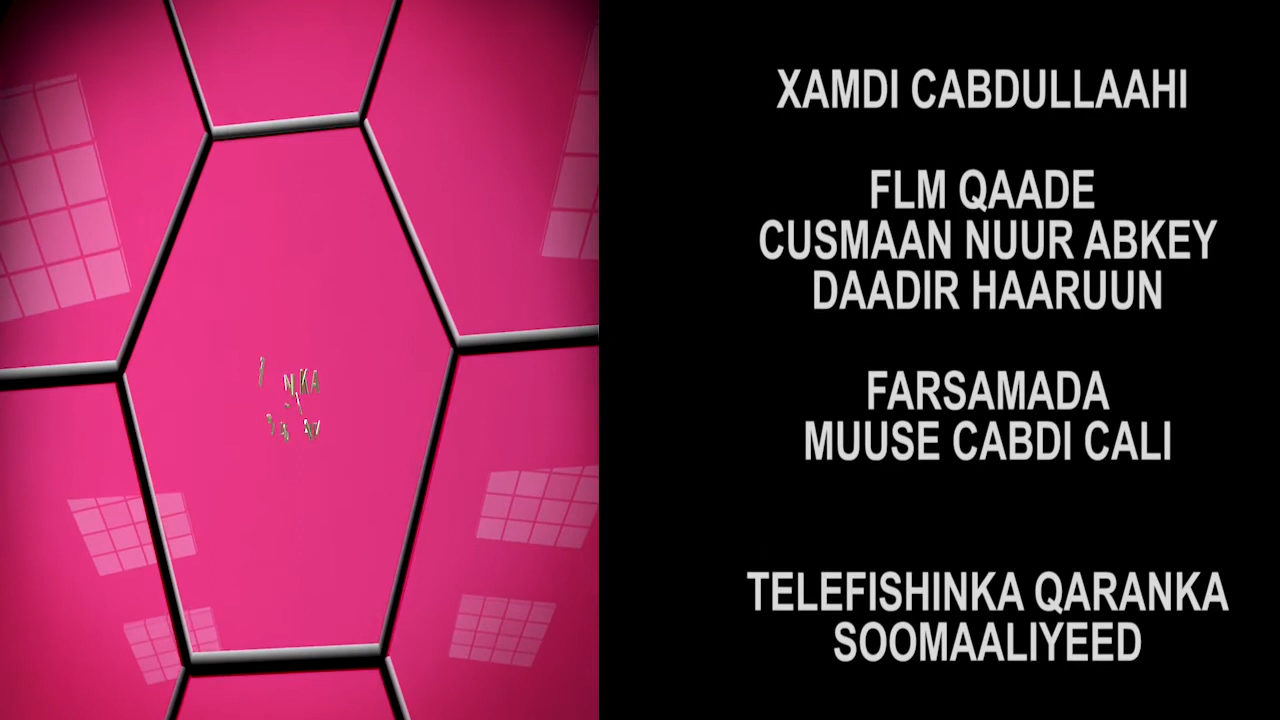 XAMDI CABDULLAAHI
FLM QAADE
CUSMAAN NUUR ABKEY
DAADIR HAARUUN
FARSAMADA
MUUSE CABDI CALI
TELEFISHINKA QARANKA
SOOMAALIYEED